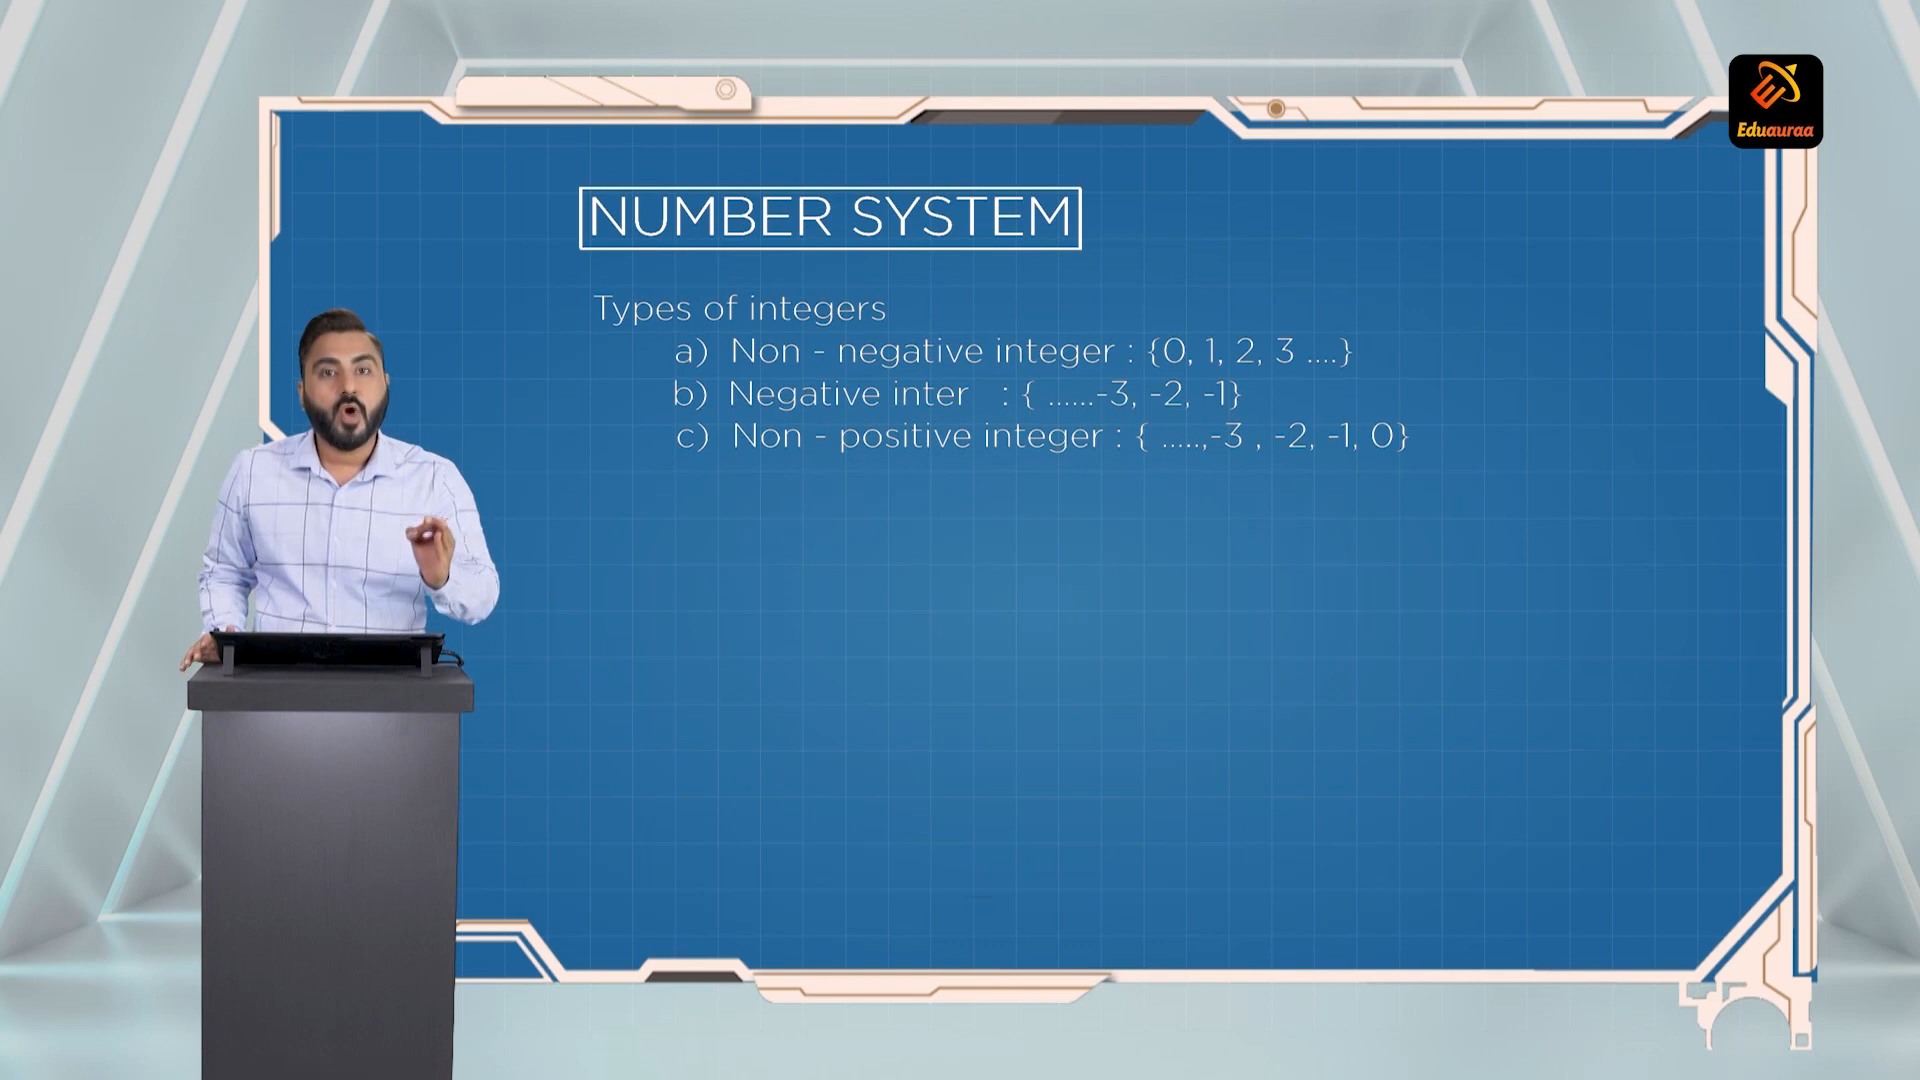 Eduauraa
NUMBER SYSTEM
Types of integers
a) Non - negative integer : {0, 1, 2, 3 ....}
b) Negative inter : { ......-3, -2, -1}
c) Non - positive integer : { .....,-3 , -2, -1, 0}